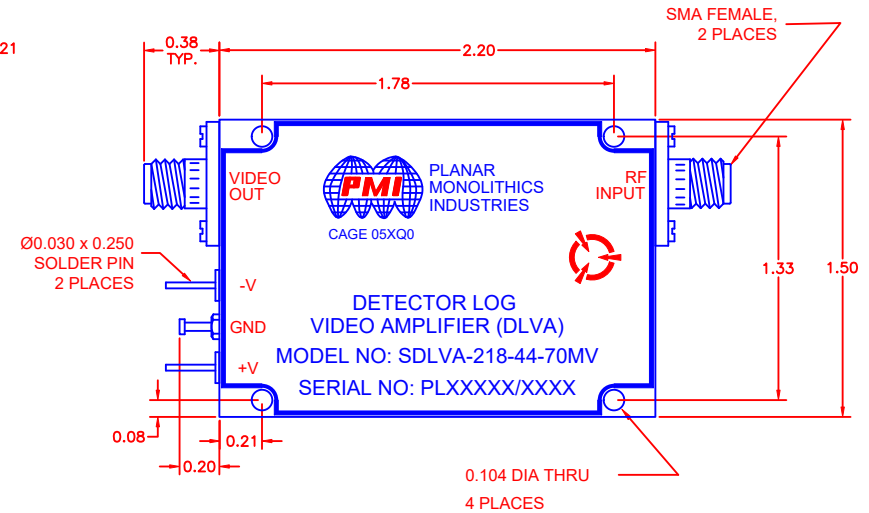 21
0.38
TYP.
2.20
1.78
SMA FEMALE,
2 PLACES
VIDEO
OUT
PMI
PLANAR
MONOLITHICS
INDUSTRIES
CAGE 05XQ0
RF
INPUT
Ø0.030 x 0.250
SOLDER PIN
2 PLACES
-V
GND
+V
DETECTOR LOG
VIDEO AMPLIFIER (DLVA)
MODEL NO: SDLVA-218-44-70MV
SERIAL NO: PLXXXXX/XXXX
1.33
1.50
0.08
0.21
0.20
0.104 DIA THRU
4 PLACES